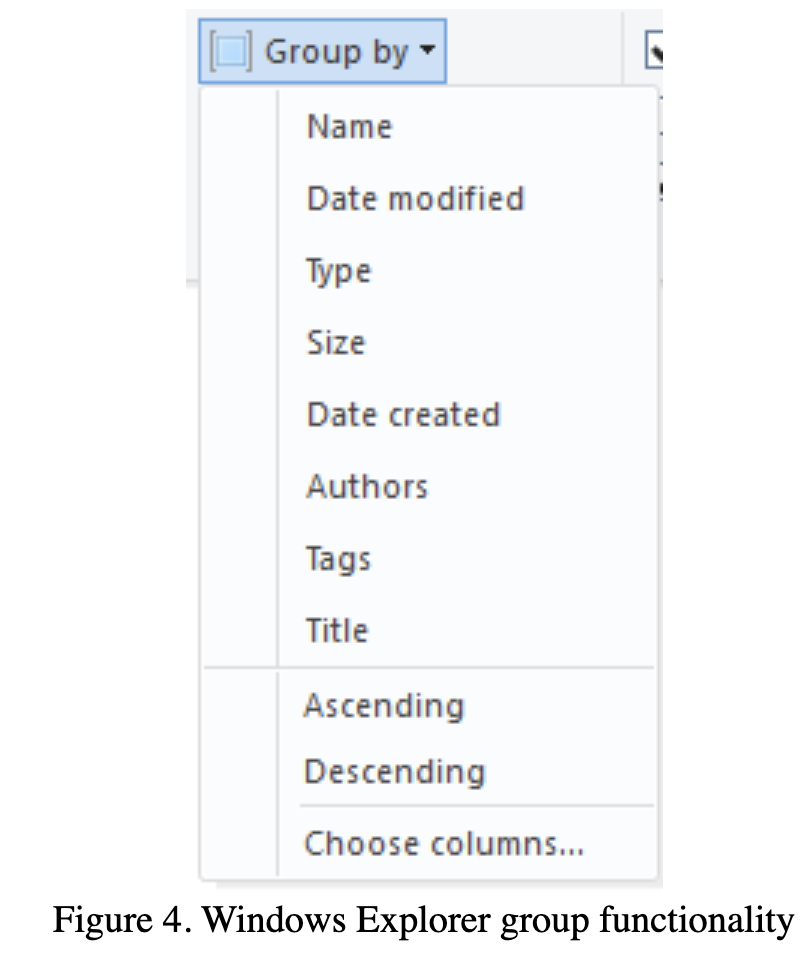 Group by
Name
Date modified
Type
Size
Date created
Authors
Tags
Title
Ascending
Descending
Choose columns...
Figure 4. Windows Explorer group functionality